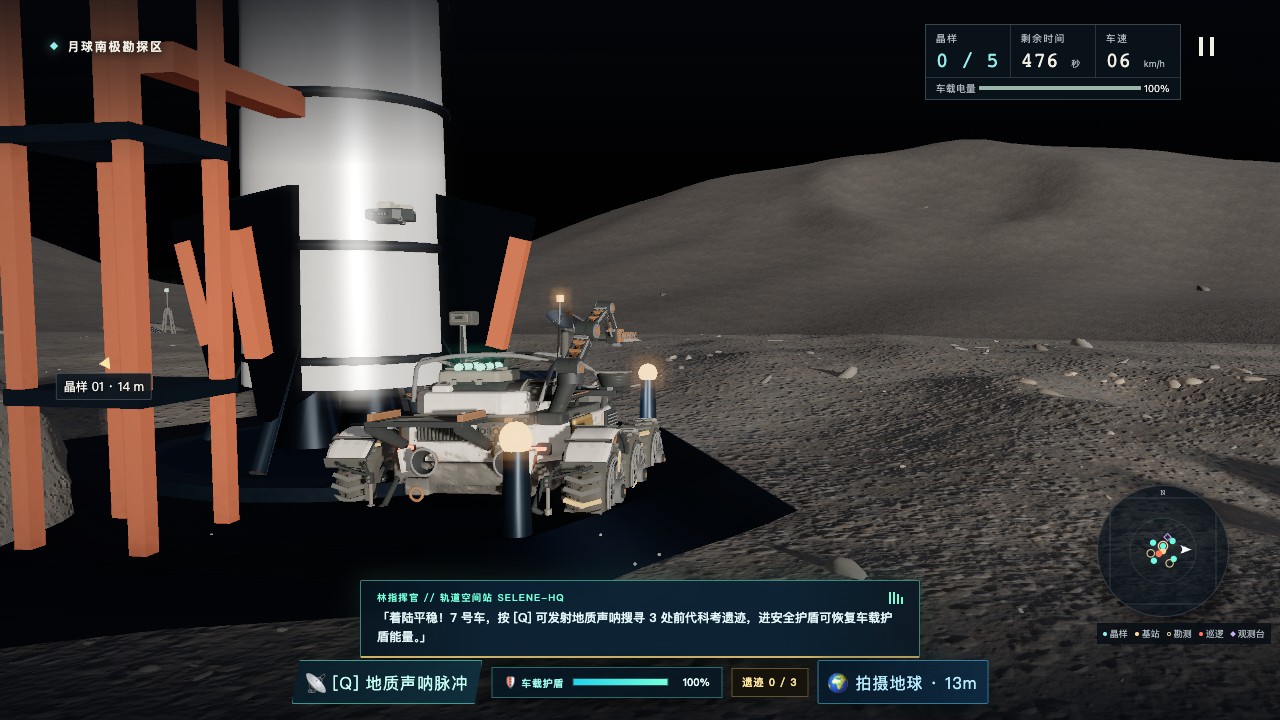 月球南极勘探区
晶样
0 / 5
剩余时间
476 秒
车速
06 km/h
车载电量
100%
晶样 01 · 14 m
N
晶样 基站 勘测 巡逻 观测台
林指挥官 // 轨道空间站 SELENE-HQ
「着陆平稳！7 号车，按 [Q] 可发射地质声呐搜寻 3 处前代科考遗迹，进安全护盾可恢复车载护
盾能量。」
[Q] 地质声呐脉冲
车载护盾
100%
遗迹 0 / 3
拍摄地球 · 13m